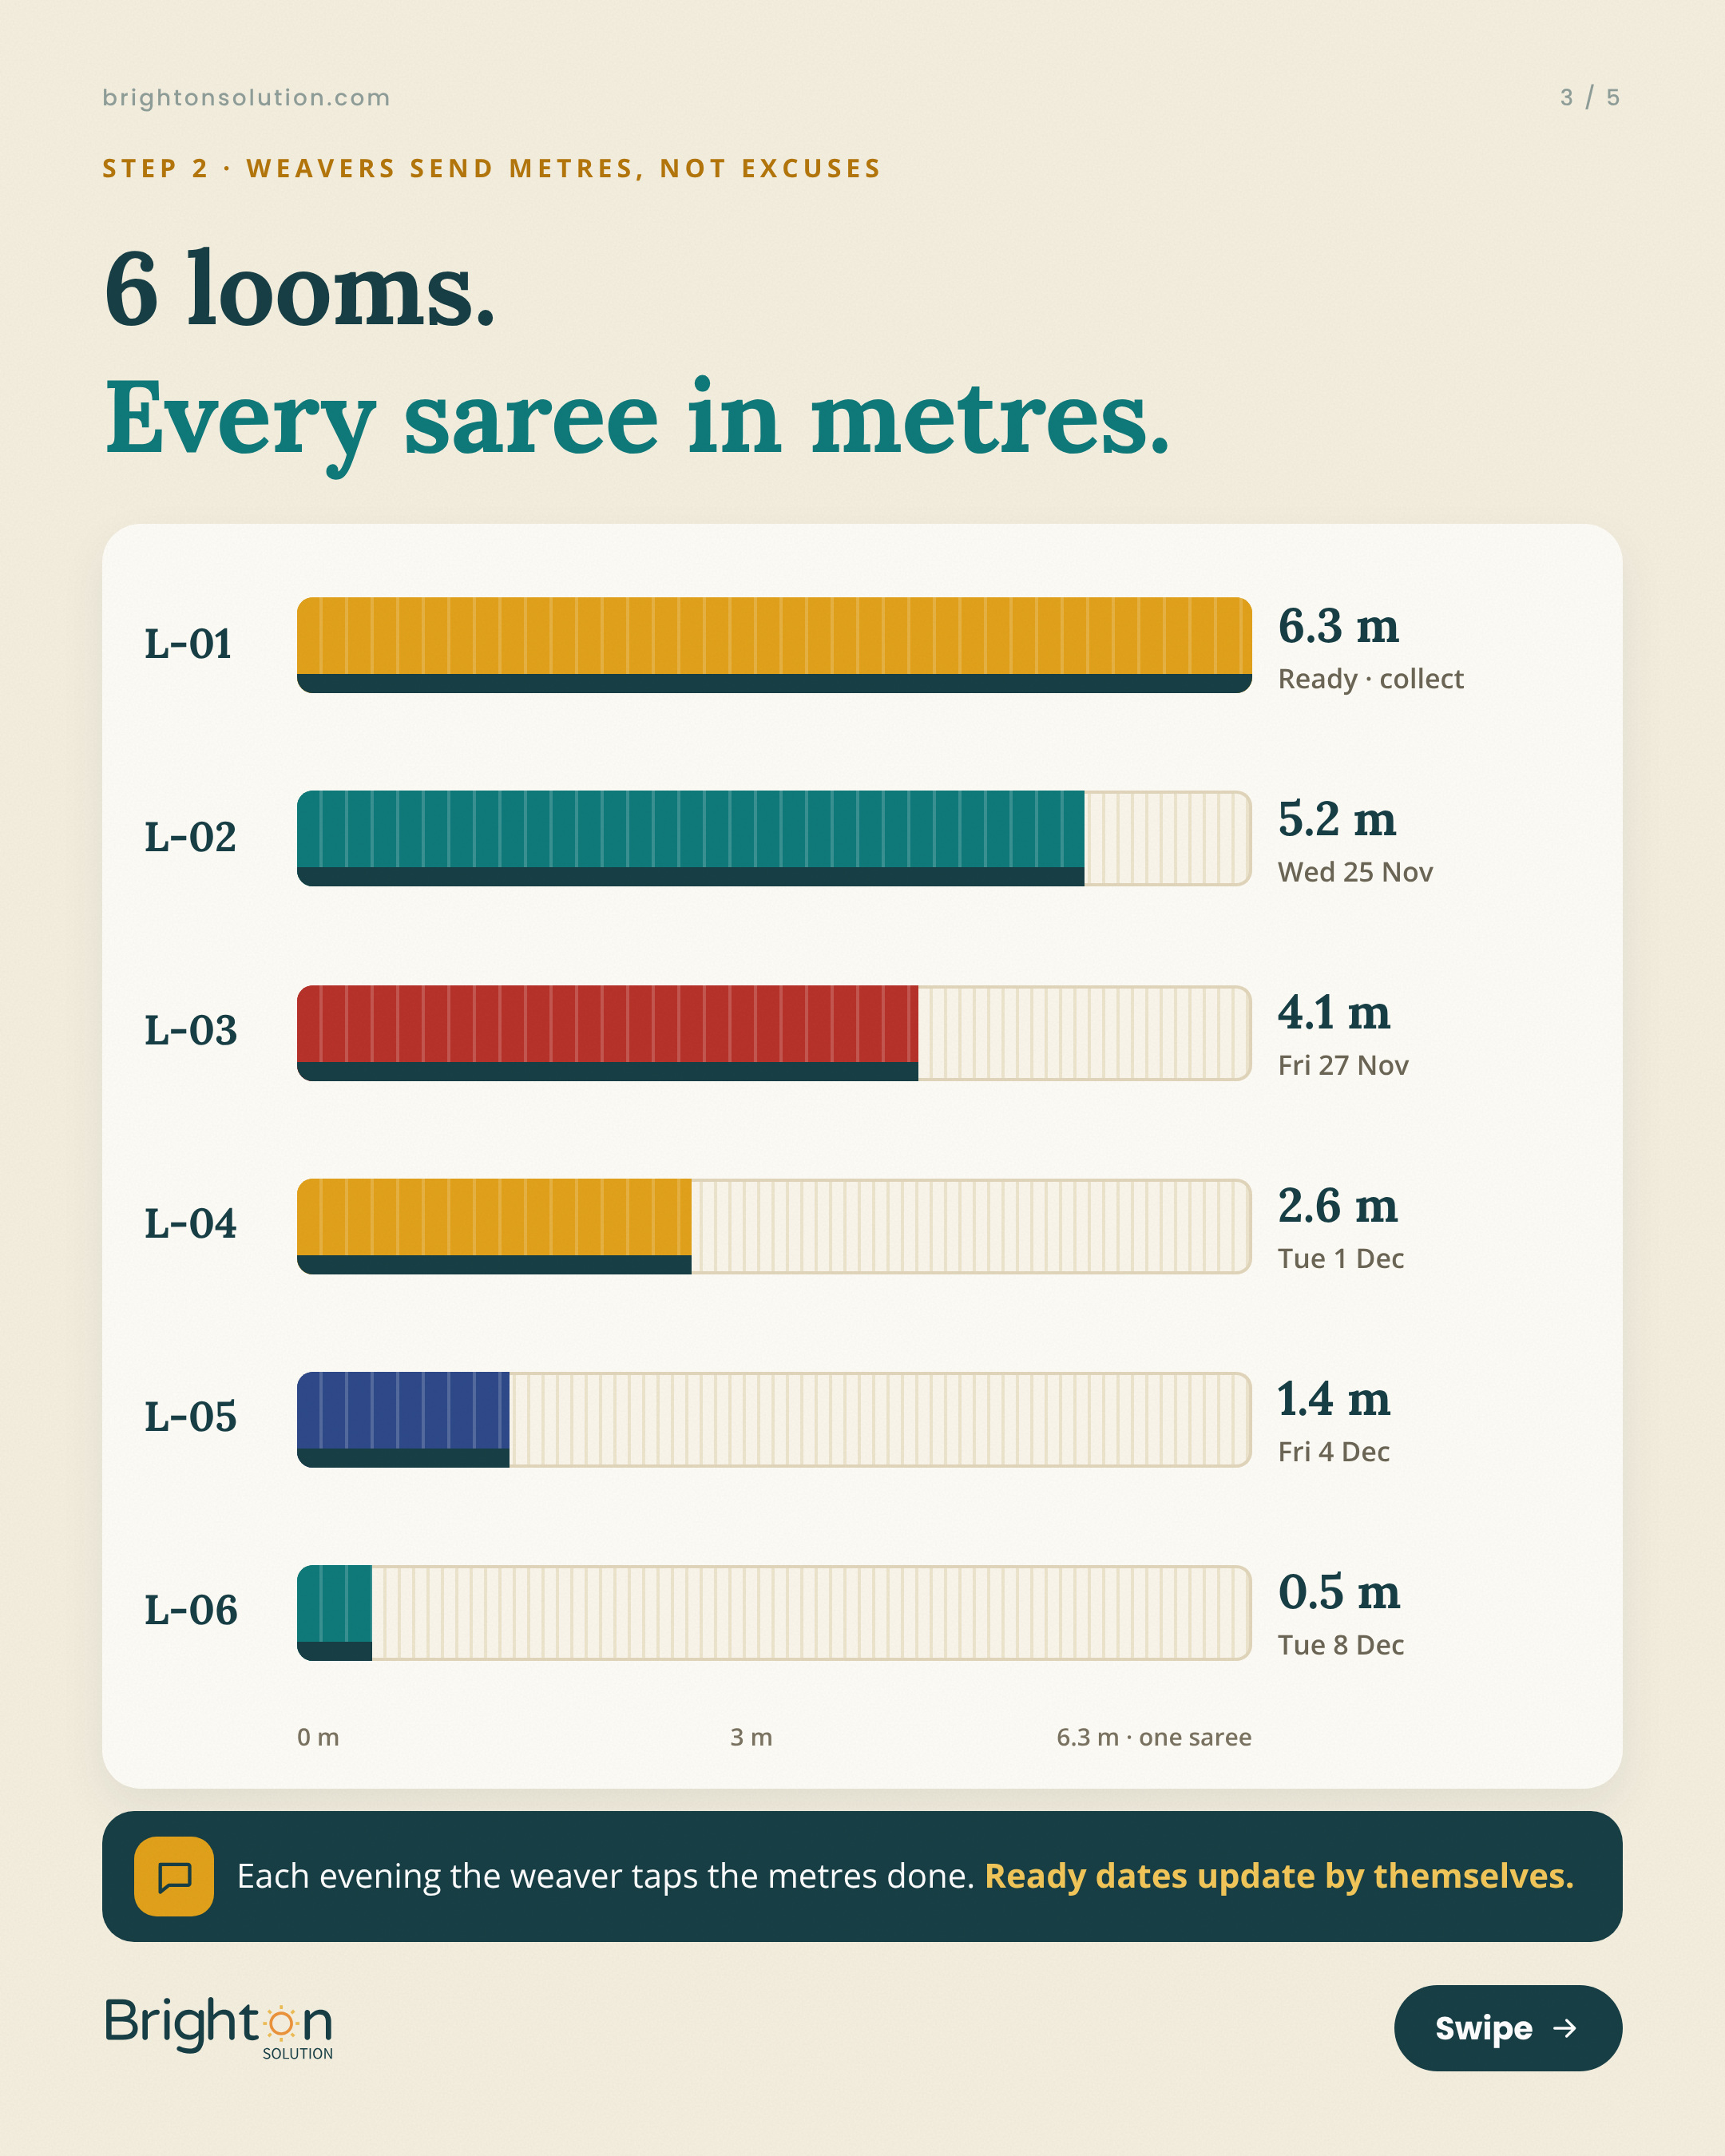 brightonsolution.com
3 / 5
STEP 2 · WEAVERS SEND METRES, NOT EXCUSES
6 looms.
Every saree in metres.
L-01
6.3 m
Ready · collect
L-02
5.2 m
Wed 25 Nov
L-03
4.1 m
Fri 27 Nov
L-04
2.6 m
Tue 1 Dec
L-05
1.4 m
Fri 4 Dec
L-06
0.5 m
Tue 8 Dec
0 m
3 m
6.3 m · one saree
Each evening the weaver taps the metres done. Ready dates update by themselves.
Brighton
SOLUTION
Swipe →